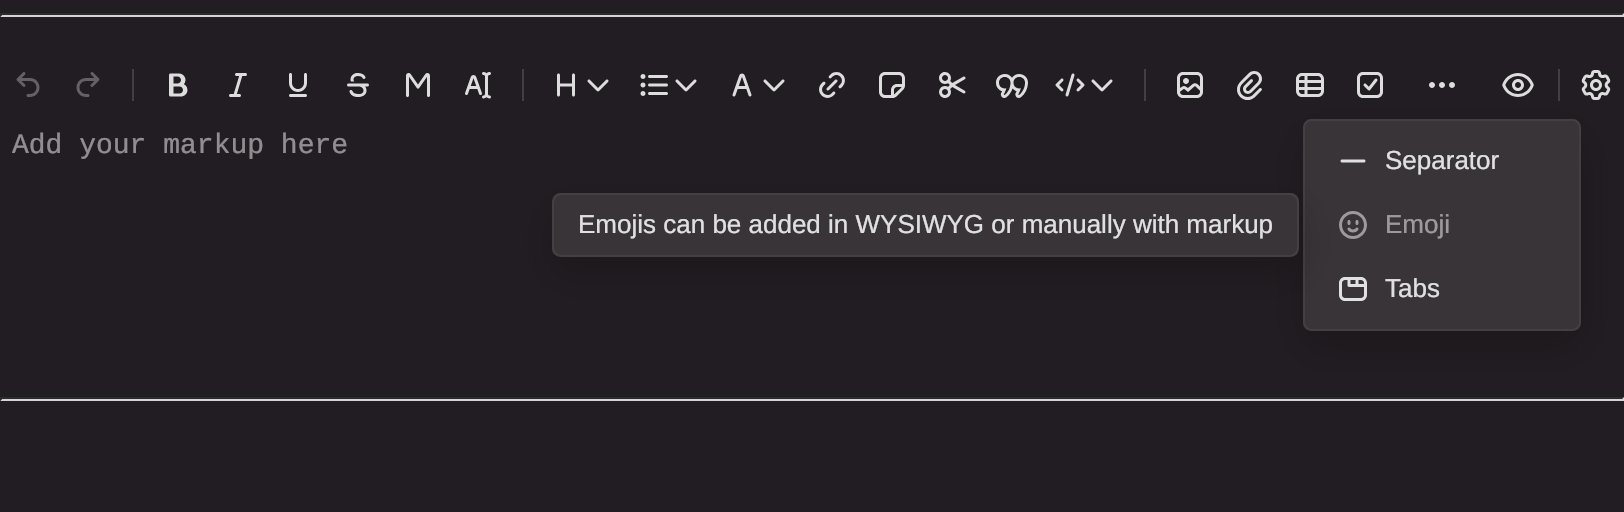 Add your markup here
Separator
Emojis can be added in WYSIWYG or manually with markup
Emoji
Tabs